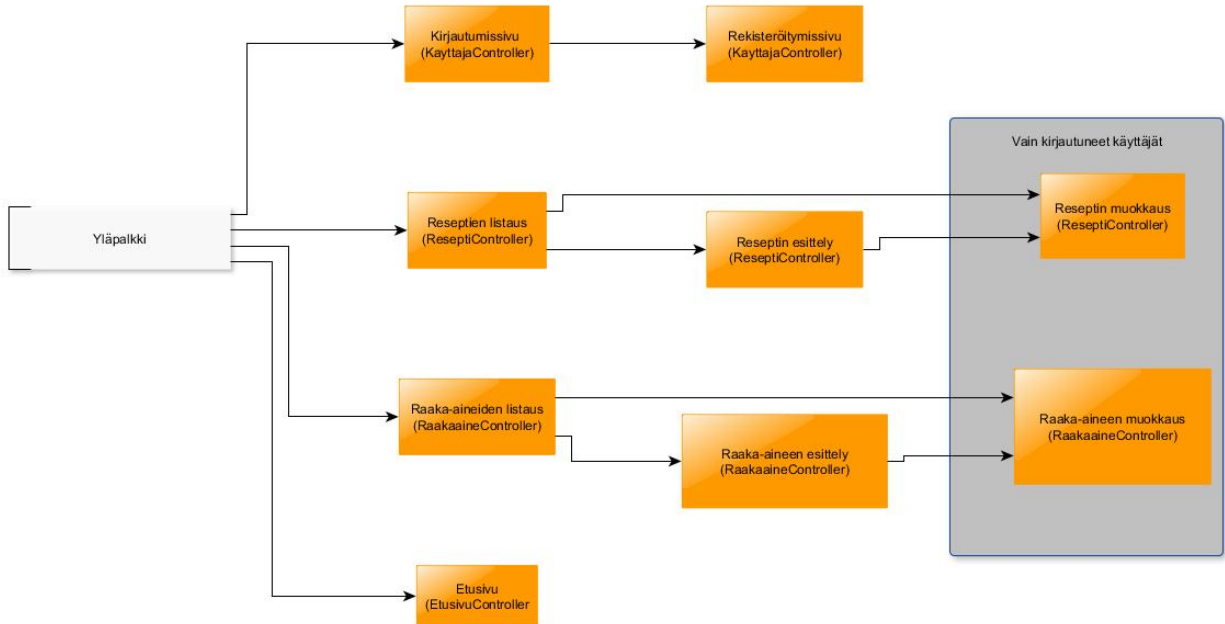 Kirjautumissivu
(KayttajaController)
Rekisteröitymissivu
(KayttajaController)
Vain kirjautuneet käyttäjät
Yläpalkki
Reseptien listaus
(ReseptiController)
Reseptin esittely
(ReseptiController)
Reseptin muokkaus
(ReseptiController)
Raaka-aineiden listaus
(RaakaaineController)
Raaka-aineen esittely
(RaakaaineController)
Raaka-aineen muokkaus
(RaakaaineController)
Etusivu
(EtusivuController